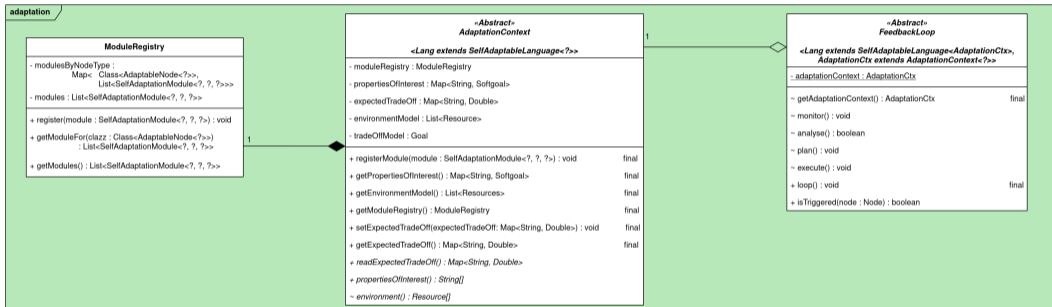 adaptation
ModuleRegistry
- modulesByNodeType :
Map< Class<AdaptableNode<?>>,
List<SelfAdaptationModule<?, ?, ?>>>
- modules : List<SelfAdaptationModule<?, ?, ?>>
+ register(module : SelfAdaptationModule<?, ?, ?>) : void
+ getModuleFor(clazz : Class<AdaptableNode<?>>)
: List<SelfAdaptationModule<?, ?, ?>>
+ getModules() : List<SelfAdaptationModule<?, ?, ?>>
1
«Abstract»
AdaptationContext
<Lang extends SelfAdaptableLanguage<?>>
- moduleRegistry : ModuleRegistry
- propertiesOfInterest : Map<String, Softgoal>
- expectedTradeOff : Map<String, Double>
- environmentModel : List<Resource>
- tradeOffModel : Goal
+ registerModule(module : SelfAdaptationModule<?, ?, ?>) : void final
+ getPropertiesOfInterest() : Map<String, Softgoal> final
+ getEnvironmentModel() : List<Resources> final
+ getModuleRegistry() : ModuleRegistry final
+ setExpectedTradeOff(expectedTradeOff: Map<String, Double>) : void final
+ getExpectedTradeOff() : Map<String, Double> final
+ readExpectedTradeOff() : Map<String, Double>
+ propertiesOfInterest() : String[]
~ environment() : Resource[]
1
«Abstract»
FeedbackLoop
<Lang extends SelfAdaptableLanguage<AdaptationCtx>,
AdaptationCtx extends AdaptationContext<?>>
- adaptationContext : AdaptationCtx
~ getAdaptationContext() : AdaptationCtx final
~ monitor() : void
~ analyse() : boolean
~ plan() : void
~ execute() : void
+ loop() : void final
+ isTriggered(node : Node) : boolean